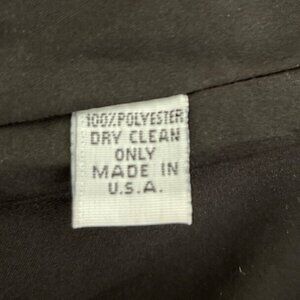 100%POLYESTER
DRY CLEAN
ONLY
MADE IN
U.S.A.